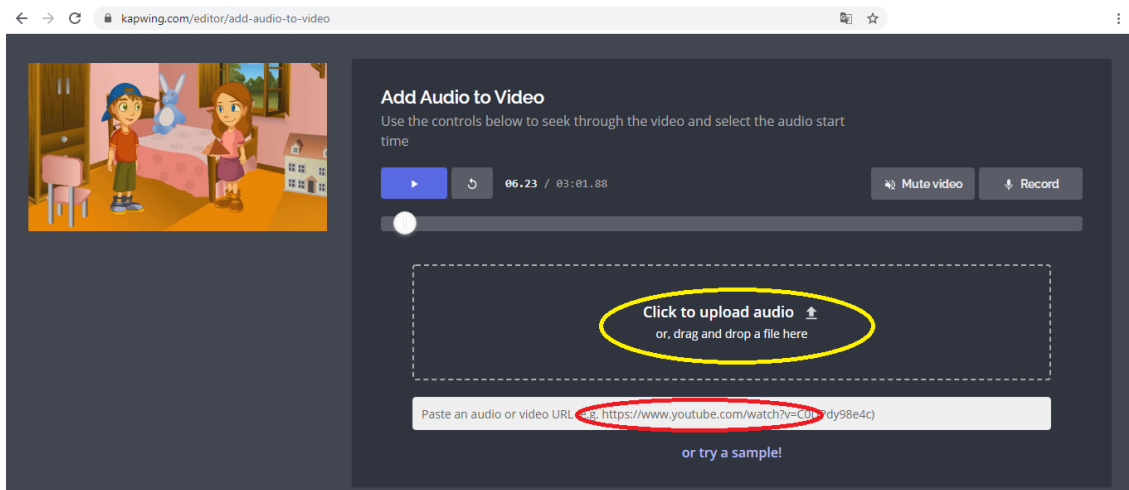 kapwing.com/editor/add-audio-to-video
Add Audio to Video
Use the controls below to seek through the video and select the audio start
time
06.23 / 03:01.88
Mute video
Record
Click to upload audio
or, drag and drop a file here
Paste an audio or video URL (e.g. https://www.youtube.com/watch?
or try a sample!